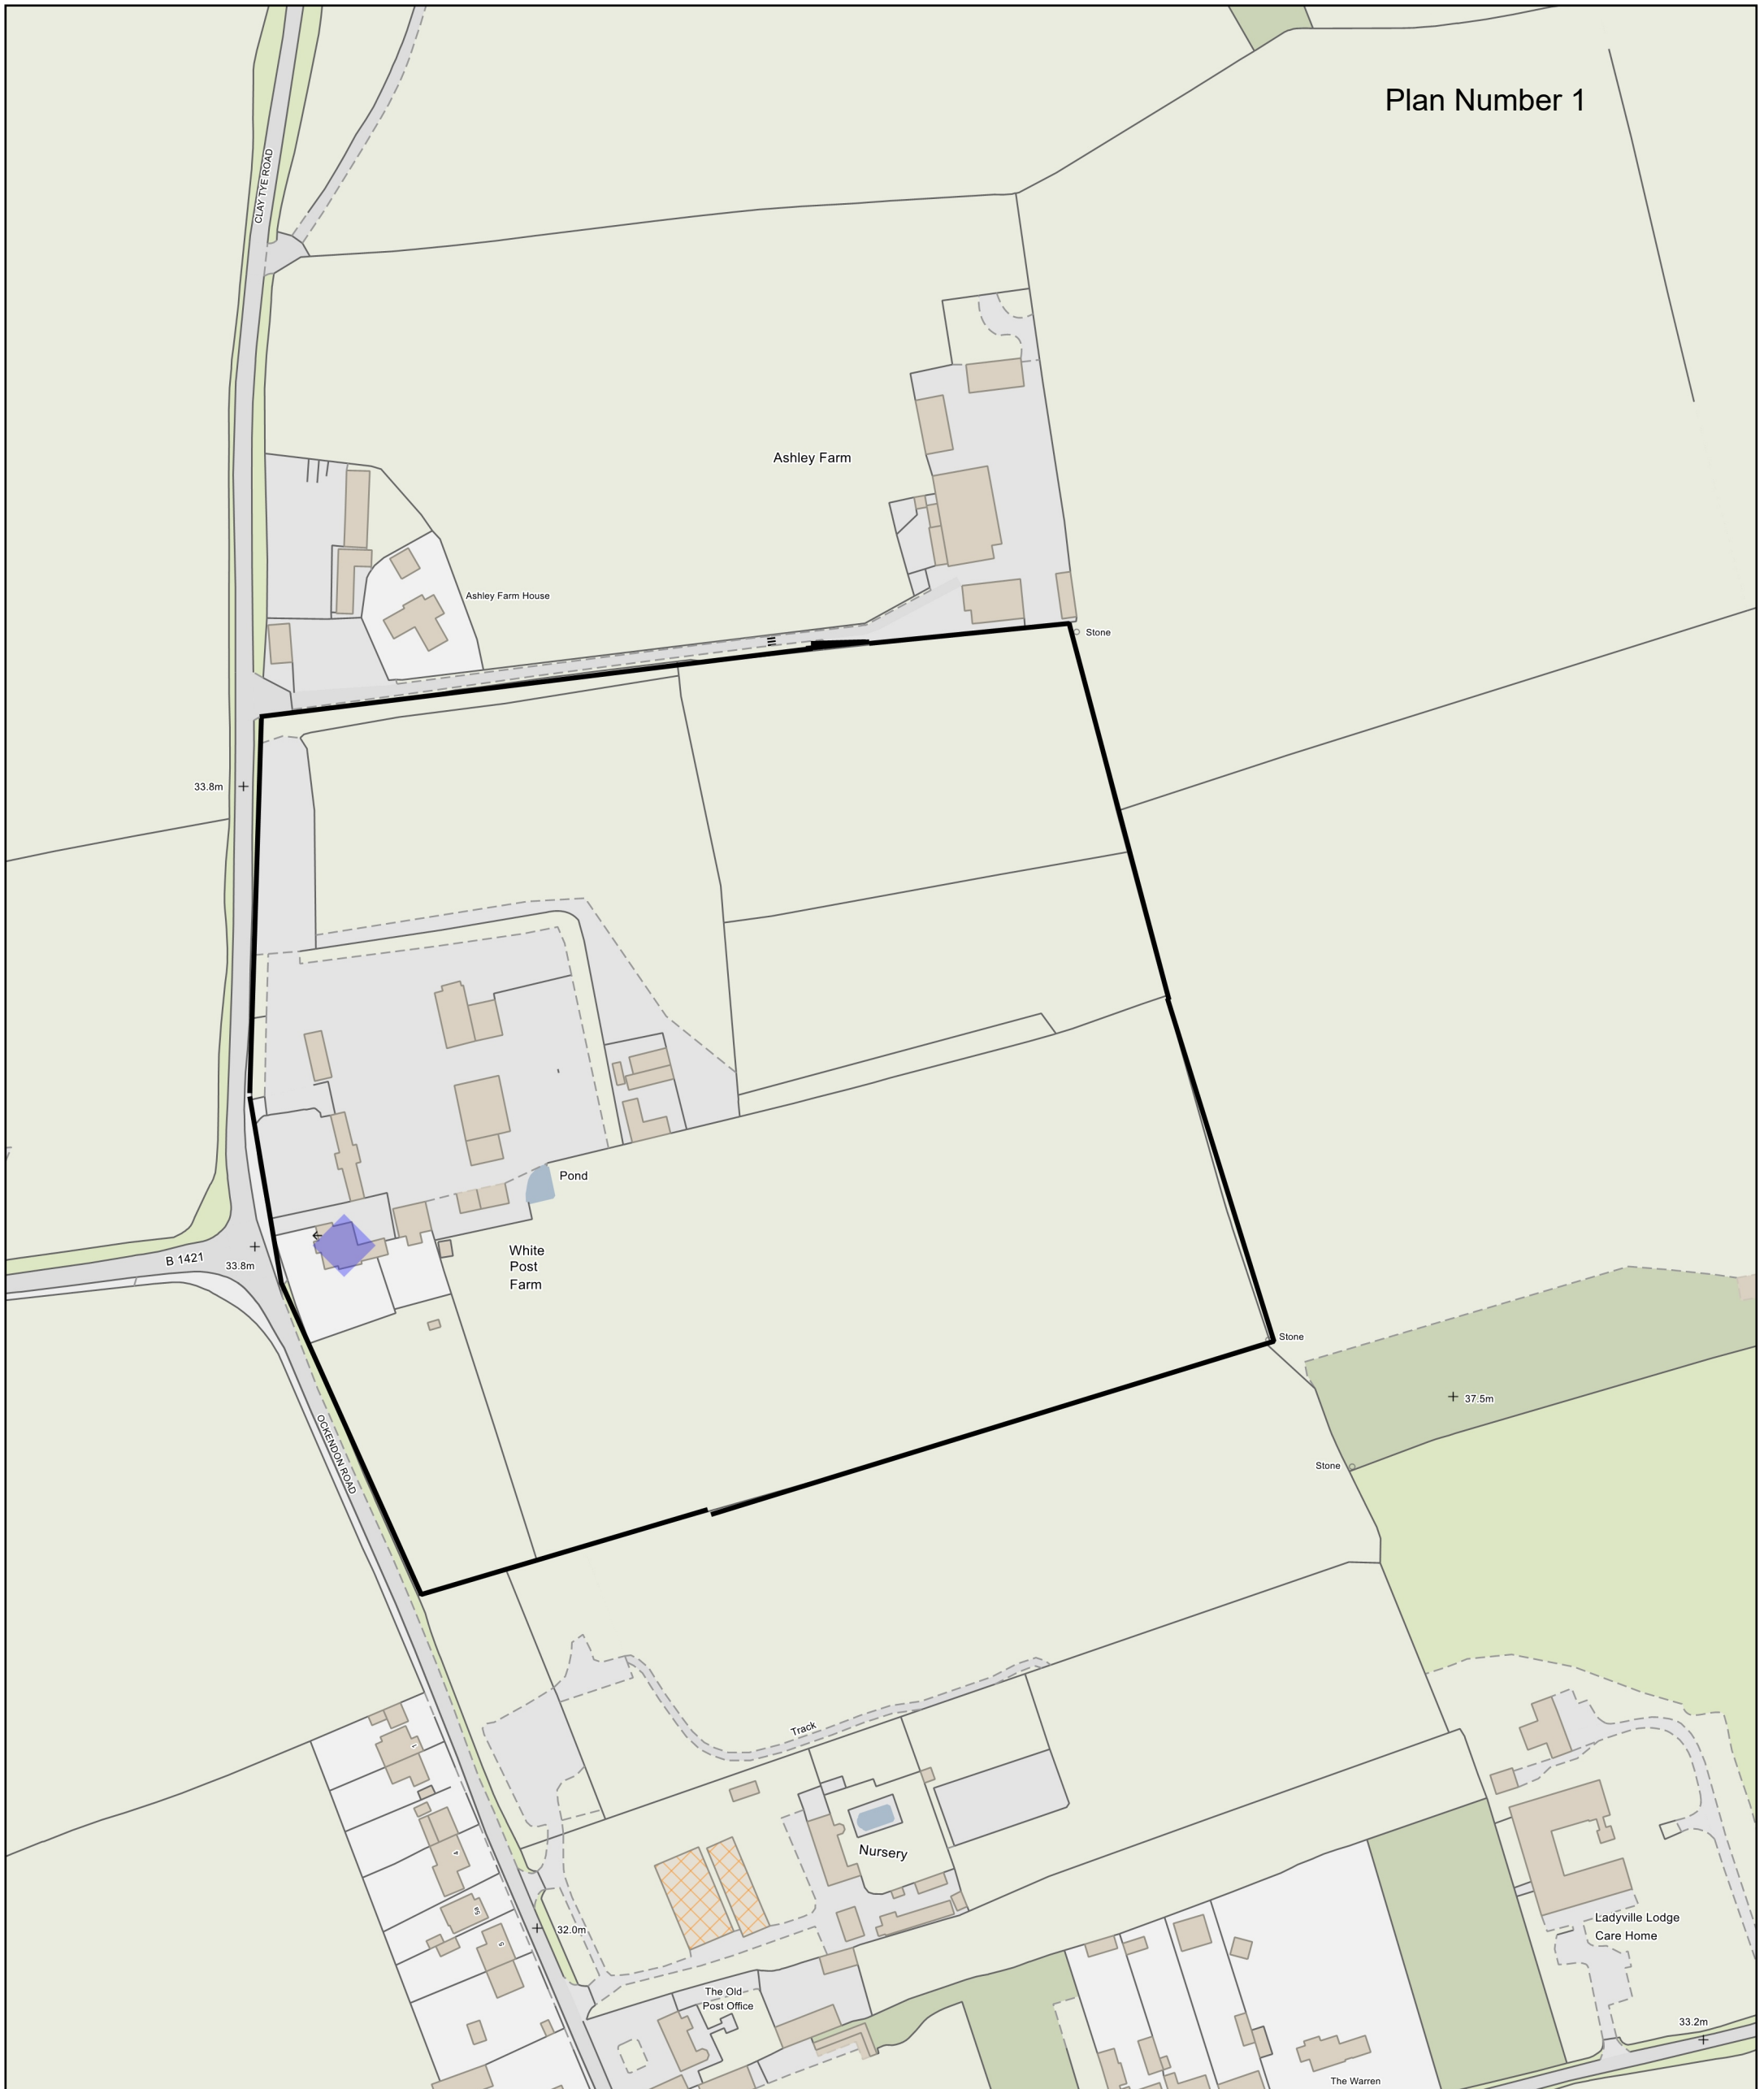 Plan Number 1
CLAY TYE ROAD
Ashley Farm
Ashley Farm House
Stone
33.8m
Pond
White
Post
Farm
B 1421
33.8m
Stone
37.5m
OCKENDON ROAD
Stone
Track
1
Nursery
32.0m
Ladyville Lodge
Care Home
The Old
Post Office
33.2m
The Warren